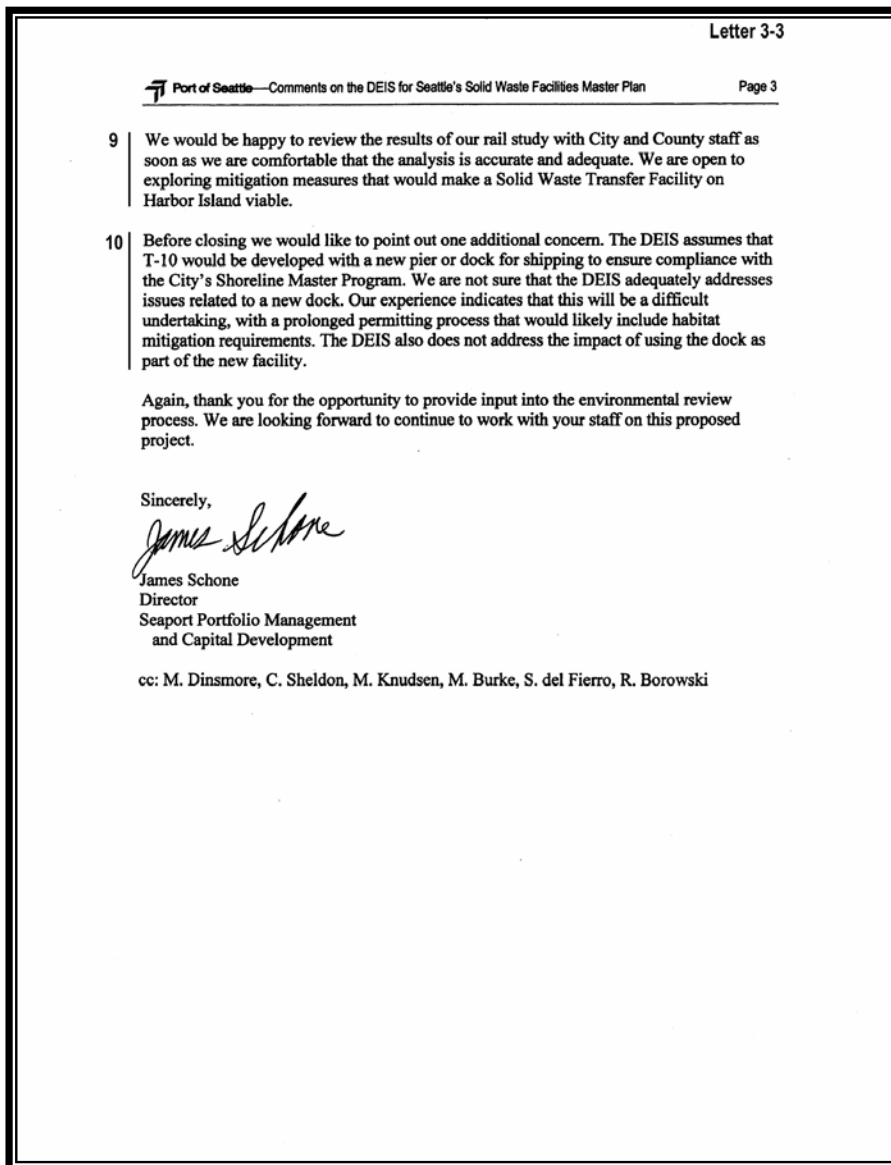 Letter 3-3
Port of Seattle—Comments on the DEIS for Seattle's Solid Waste Facilities Master Plan Page 3
9 We would be happy to review the results of our rail study with City and County staff as
soon as we are comfortable that the analysis is accurate and adequate. We are open to
exploring mitigation measures that would make a Solid Waste Transfer Facility on
Harbor Island viable.
10 Before closing we would like to point out one additional concern. The DEIS assumes that
T-10 would be developed with a new pier or dock for shipping to ensure compliance with
the City's Shoreline Master Program. We are not sure that the DEIS adequately addresses
issues related to a new dock. Our experience indicates that this will be a difficult
undertaking, with a prolonged permitting process that would likely include habitat
mitigation requirements. The DEIS also does not address the impact of using the dock as
part of the new facility.
Again, thank you for the opportunity to provide input into the environmental review
process. We are looking forward to continue to work with your staff on this proposed
project.
Sincerely,
James Schone
James Schone
Director
Seaport Portfolio Management
and Capital Development
cc: M. Dinsmore, C. Sheldon, M. Knudsen, M. Burke, S. del Fierro, R. Borowski